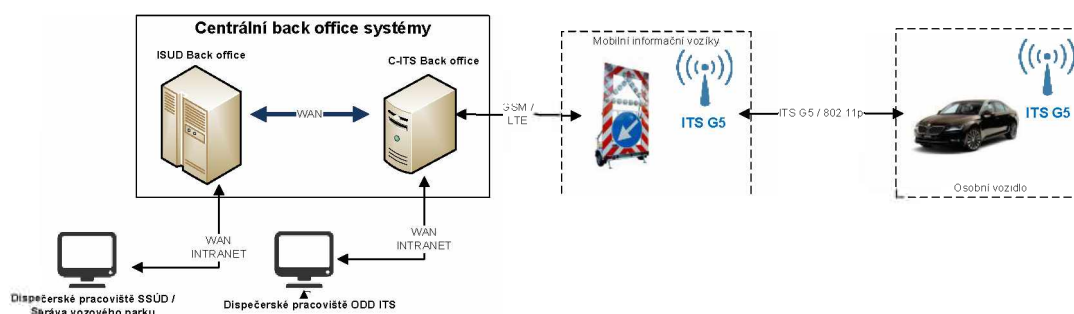 Centrální back office systémy
ISUD Back office
C-ITS Back office
WAN
GSM /
LTE
Mobilní informační vozíky
ITS G5
ITS G5 / 802 11p
ITS G5
Osobní vozidlo
WAN
INTRANET
WAN
INTRANET
Dispečerské pracoviště SSÚD /
Správa vozového parku
Dispečerské pracoviště ODD ITS